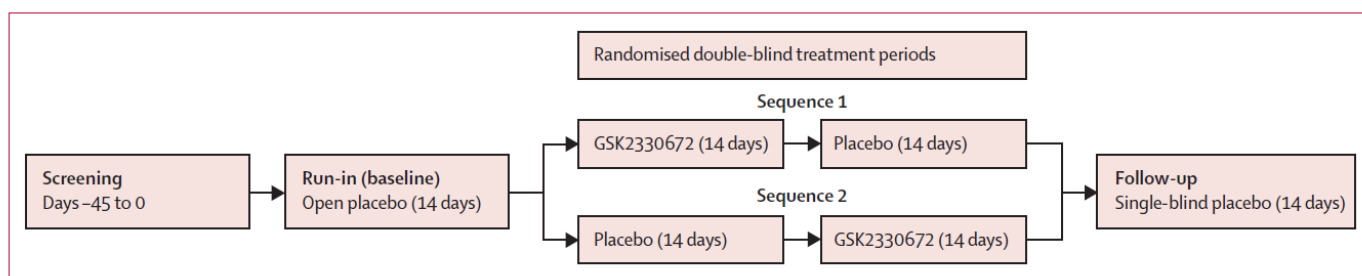 Randomised double-blind treatment periods
Sequence 1
GSK2330672 (14 days)
Placebo (14 days)
Screening
Days –45 to 0
Run-in (baseline)
Open placebo (14 days)
Follow-up
Single-blind placebo (14 days)
Sequence 2
Placebo (14 days)
GSK2330672 (14 days)